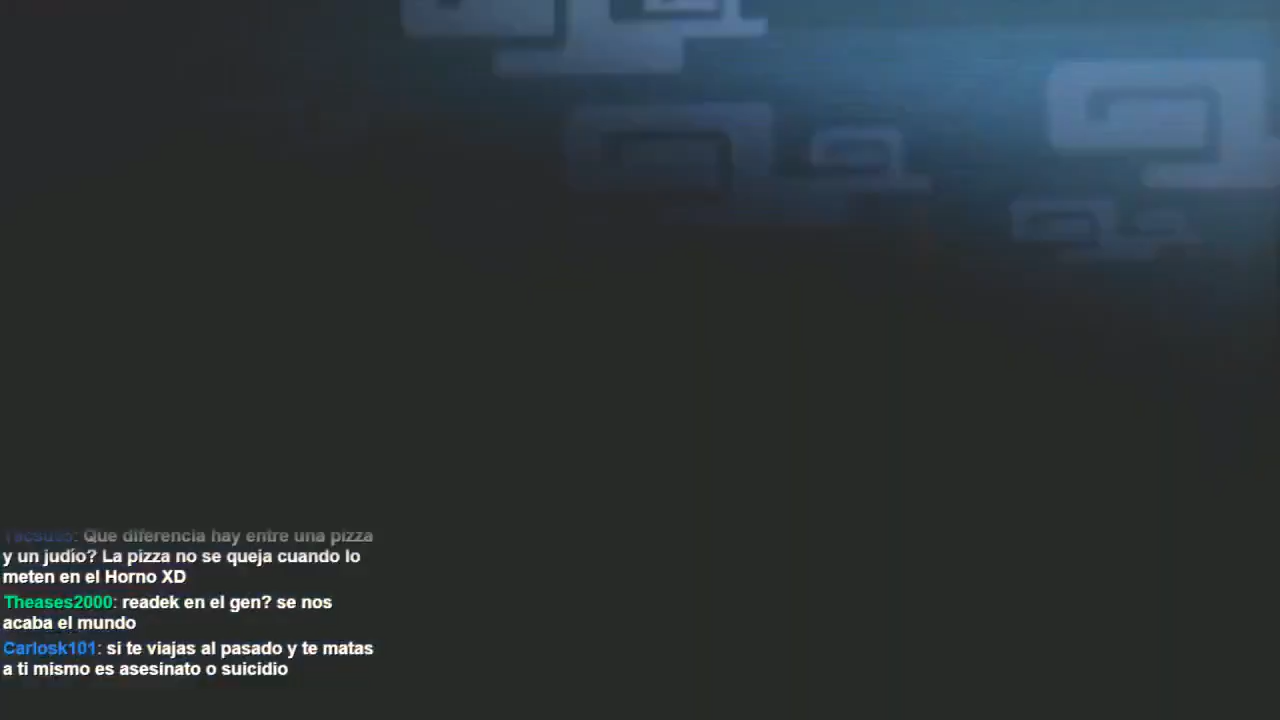 : Que diferencia hay entre una pizza
y un judío? La pizza no se queja cuando lo
meten en el Horno XD
Theases2000: readek en el gen? se nos
acaba el mundo
Carlosk101: si te viajas al pasado y te matas
a ti mismo es asesinato o suicidio